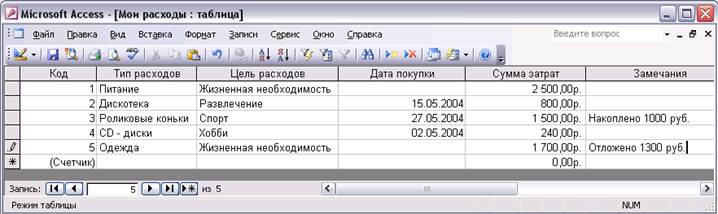 Microsoft Access - [Мои расходы : таблица]
Файл Правка Вид Вставка Формат Записи Сервис Окно Справка Введите вопрос
Код Тип расходов Цель расходов Дата покупки Сумма затрат Замечания
1 Питание Жизненная необходимость 2 500,00р.
2 Дискотека Развлечение 15.05.2004 800,00р.
3 Роликовые коньки Спорт 27.05.2004 1 500,00р. Накоплено 1000 руб.
4 CD - диски Хобби 02.05.2004 240,00р.
5 Одежда Жизненная необходимость 1 700,00р. Отложено 1300 руб.
(Счетчик) 0,00р.
Запись: 5 из 5
Режим таблицы NUM